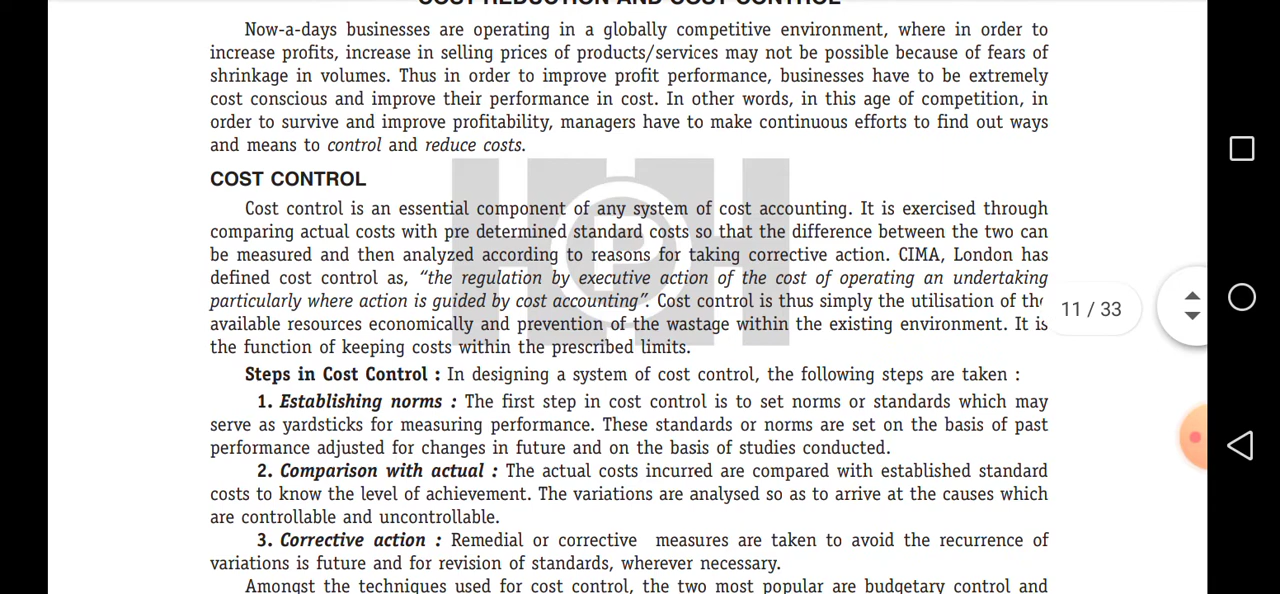 COST REDUCTION AND COST CONTROL
Now-a-days businesses are operating in a globally competitive environment, where in order to
increase profits, increase in selling prices of products/services may not be possible because of fears of
shrinkage in volumes. Thus in order to improve profit performance, businesses have to be extremely
cost conscious and improve their performance in cost. In other words, in this age of competition, in
order to survive and improve profitability, managers have to make continuous efforts to find out ways
and means to control and reduce costs.
COST CONTROL
Cost control is an essential component of any system of cost accounting. It is exercised through
comparing actual costs with pre determined standard costs so that the difference between the two can
be measured and then analyzed according to reasons for taking corrective action. CIMA, London has
defined cost control as, “the regulation by executive action of the cost of operating an undertaking
particularly where action is guided by cost accounting”. Cost control is thus simply the utilisation of the
available resources economically and prevention of the wastage within the existing environment. It is
the function of keeping costs within the prescribed limits.
11 / 33
Steps in Cost Control : In designing a system of cost control, the following steps are taken :
1. Establishing norms : The first step in cost control is to set norms or standards which may
serve as yardsticks for measuring performance. These standards or norms are set on the basis of past
performance adjusted for changes in future and on the basis of studies conducted.
2. Comparison with actual : The actual costs incurred are compared with established standard
costs to know the level of achievement. The variations are analysed so as to arrive at the causes which
are controllable and uncontrollable.
3. Corrective action : Remedial or corrective measures are taken to avoid the recurrence of
variations is future and for revision of standards, wherever necessary.
Amongst the techniques used for cost control, the two most popular are budgetary control and